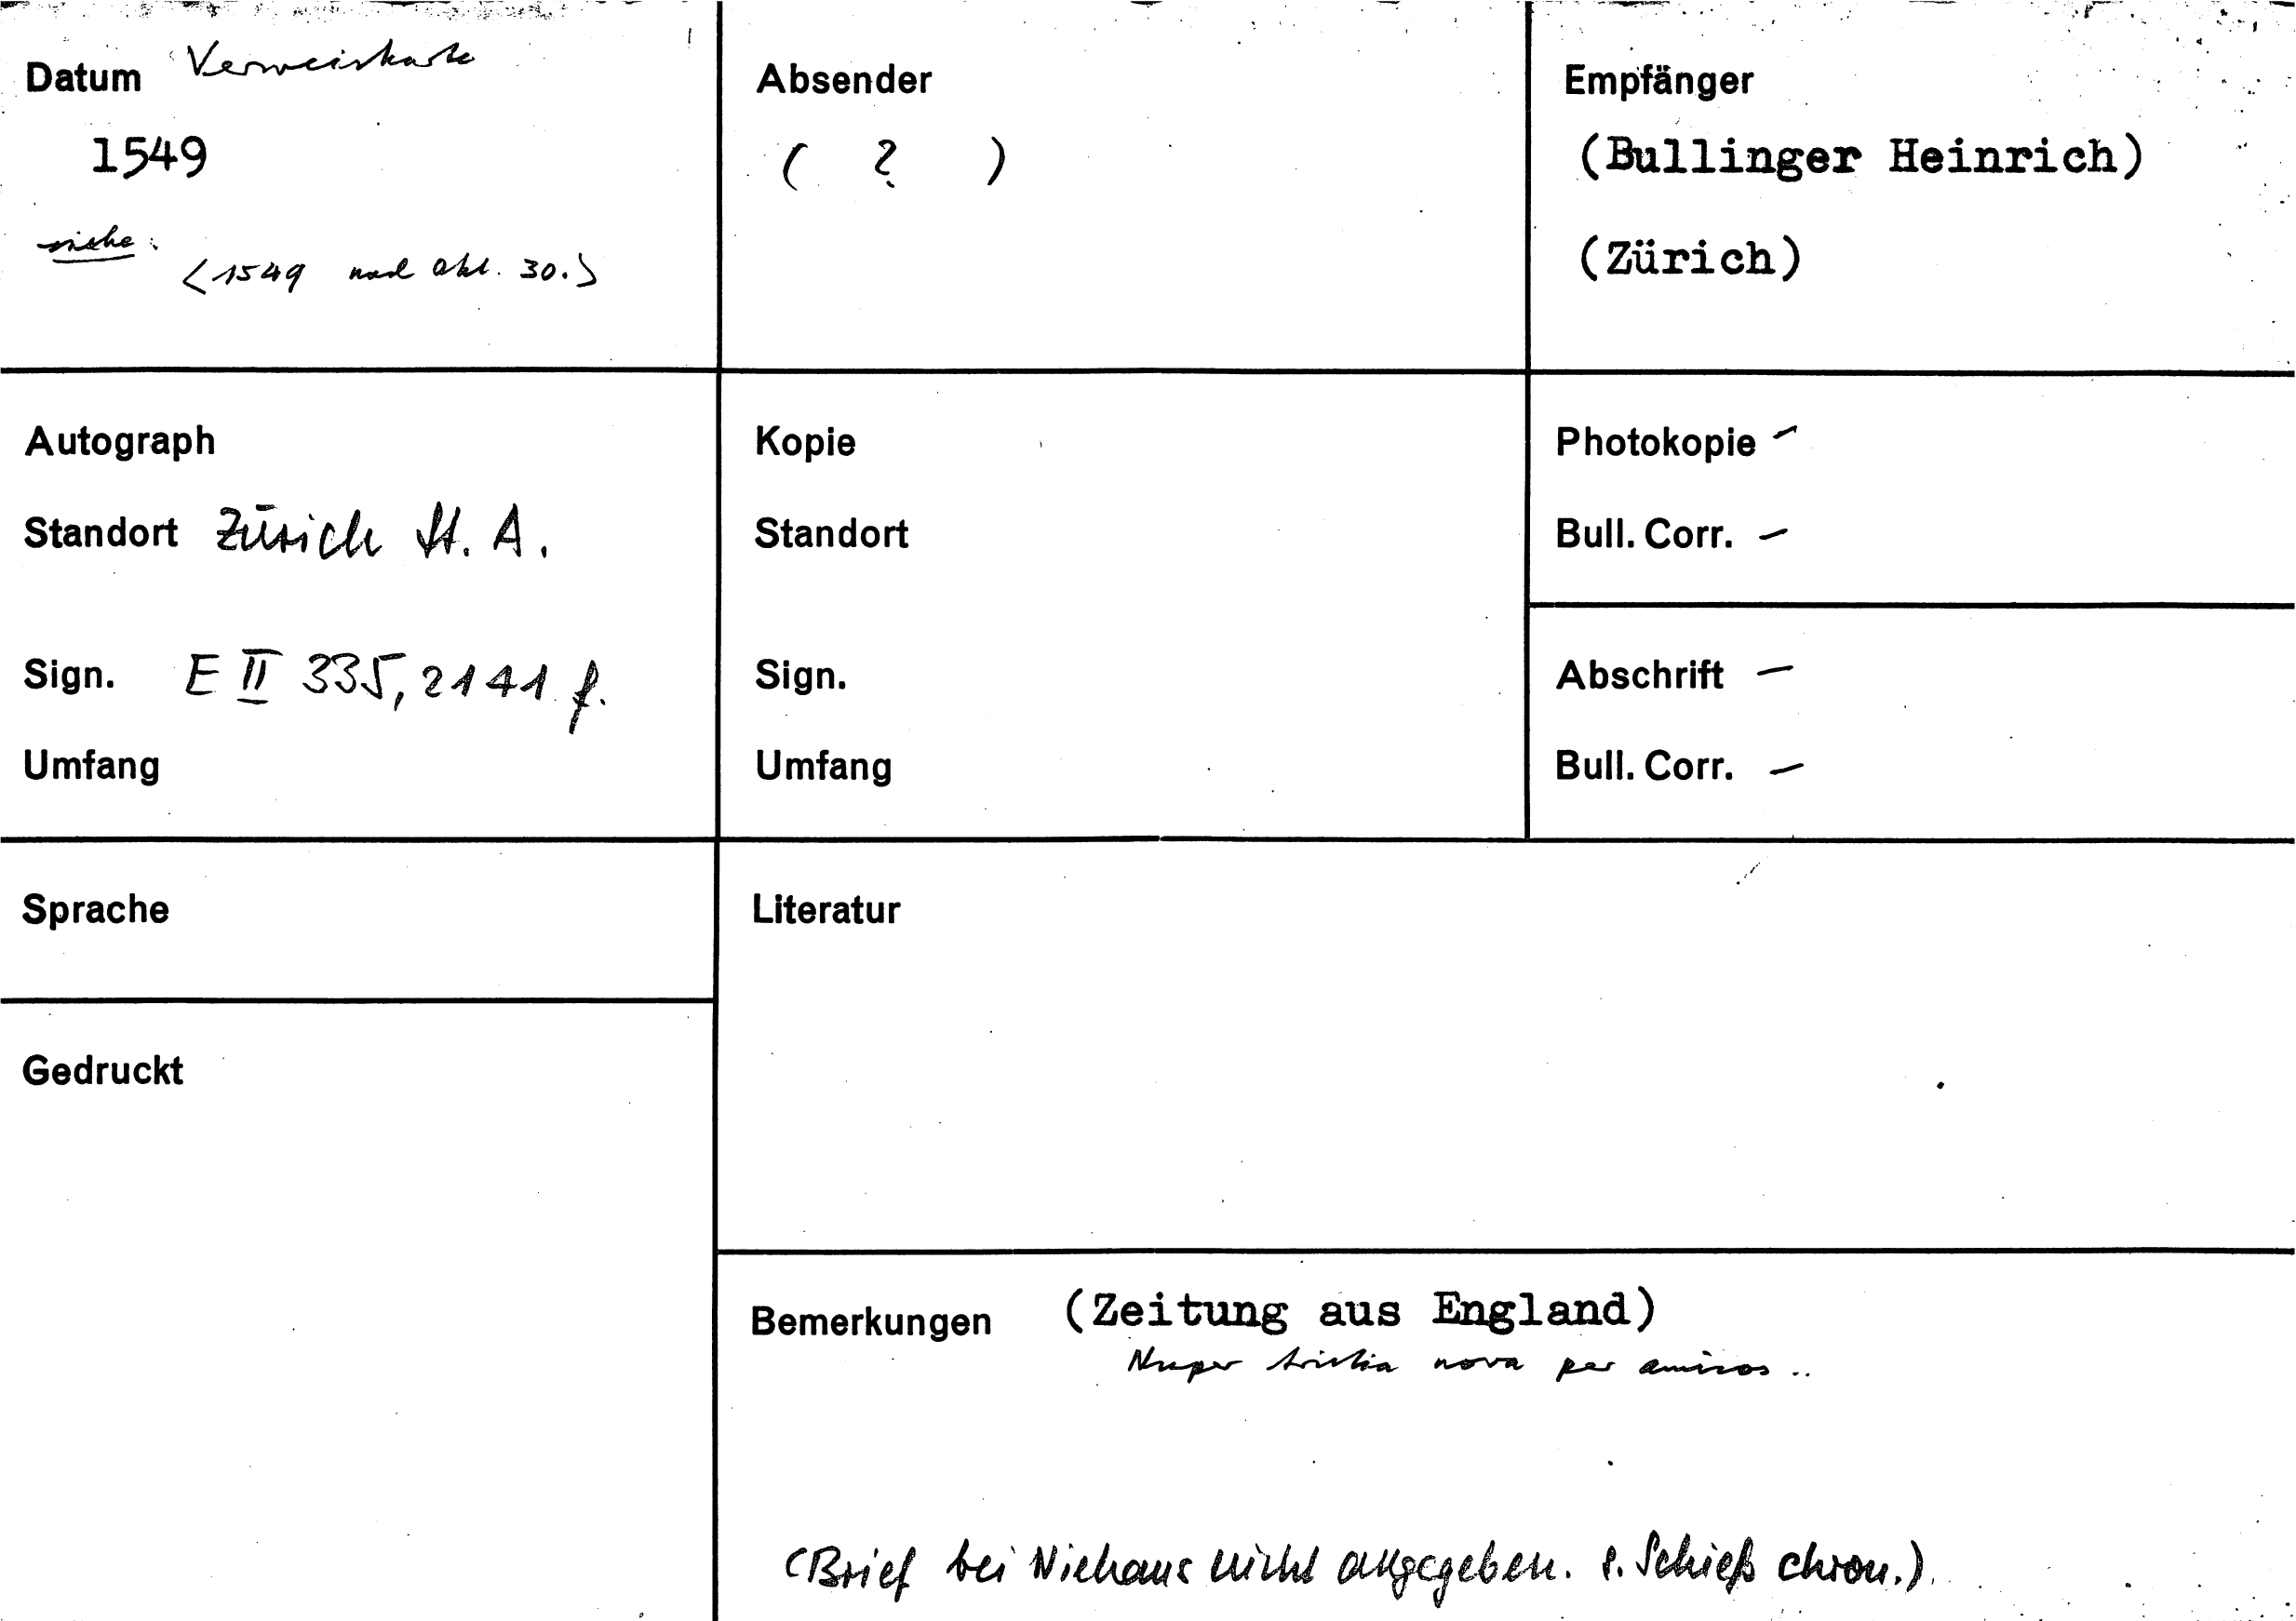 Datum Verweiskarte
1549
siehe:
<1549 nach Okt. 30.>
Absender
( ? )
Empfänger
(Bullinger Heinrich)
(Zürich)
Autograph
Standort Zürich St. A.
Sign. E II 335, 2141 f.
Umfang
Kopie
Standort
Sign.
Umfang
Photokopie -
Bull. Corr. -
Abschrift -
Bull. Corr. -
Sprache
Gedruckt
Literatur
Bemerkungen (Zeitung aus England)
Nuper tristia nova per amicos ..
(Brief bei Niehans nicht angegeben. s. Schieß chron.)